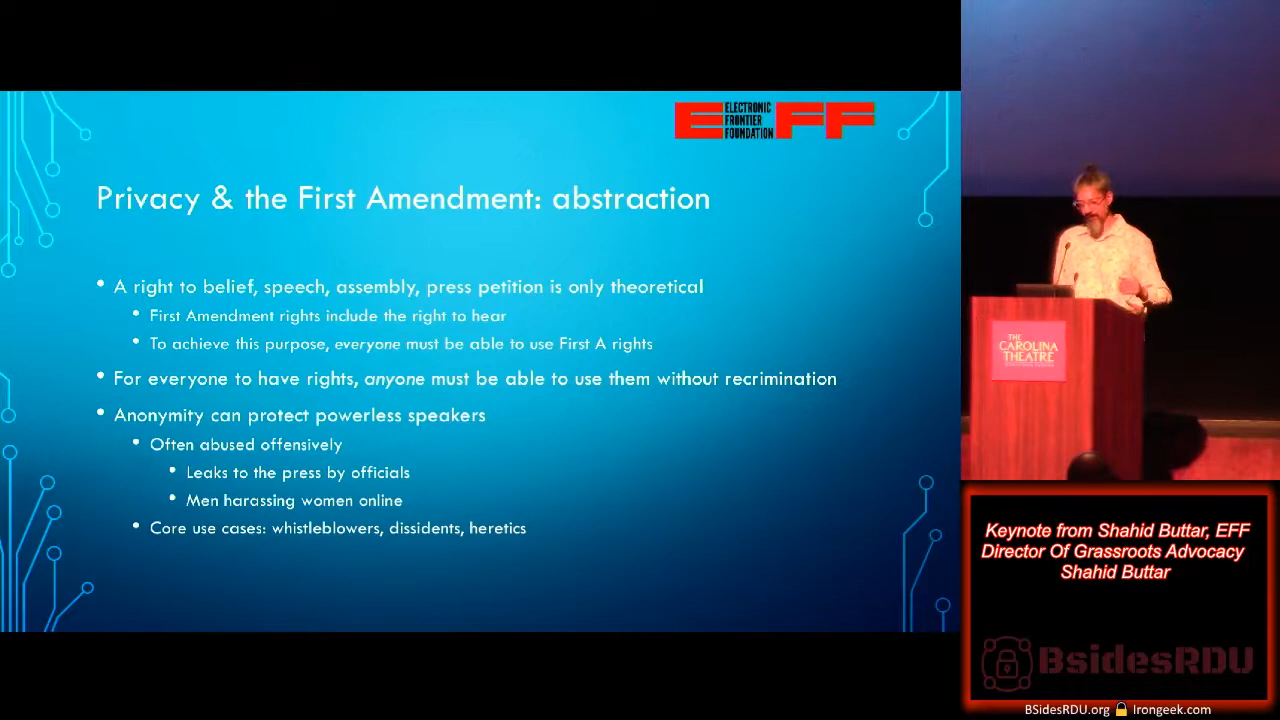 ELECTRONIC
FRONTIER
FOUNDATION
EFF
Privacy & the First Amendment: abstraction
• A right to belief, speech, assembly, press petition is only theoretical
• First Amendment rights include the right to hear
• To achieve this purpose, everyone must be able to use First A rights
• For everyone to have rights, anyone must be able to use them without recrimination
• Anonymity can protect powerless speakers
• Often abused offensively
• Leaks to the press by officials
• Men harassing women online
• Core use cases: whistleblowers, dissidents, heretics
THE
CAROLINA
THEATRE
Keynote from Shahid Buttar, EFF
Director Of Grassroots Advocacy
Shahid Buttar
BsidesRDU
BSidesRDU.org Irongeek.com